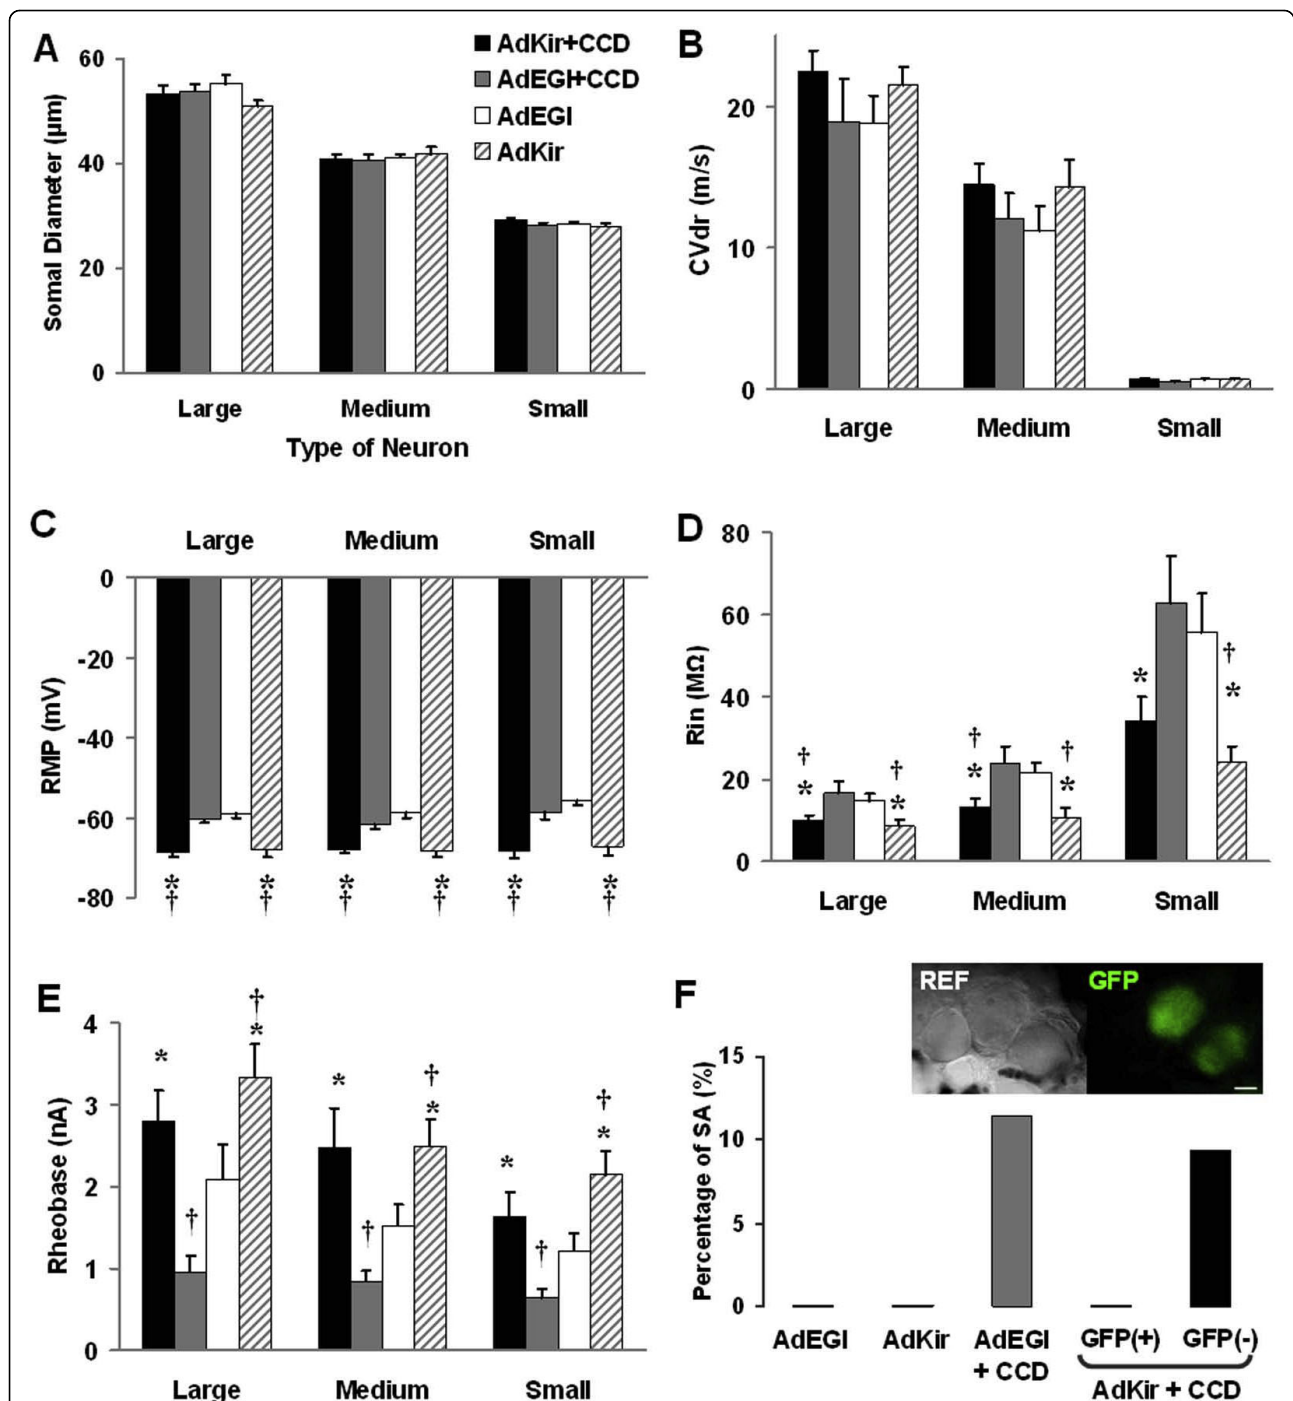 A
AdKir+CCD
AdEGI+CCD
AdEGI
AdKir
Somal Diameter (µm)
60
40
20
0
Large Medium Small
Type of Neuron
B
CVdr (m/s)
20
10
0
Large Medium Small
C
Large Medium Small
RMP (mV)
0
-20
-40
-60
-80
* * * * * *
† † † † † †
D
Rin (MΩ)
80
60
40
20
0
† † † † †
* * * * * *
Large Medium Small
E
Rheobase (nA)
4
3
2
1
0
† † †
* * * * * *
† † †
Large Medium Small
F
REF GFP
Percentage of SA (%)
15
10
5
0
AdEGI AdKir AdEGI GFP(+) GFP(-)
+ CCD
AdKir + CCD